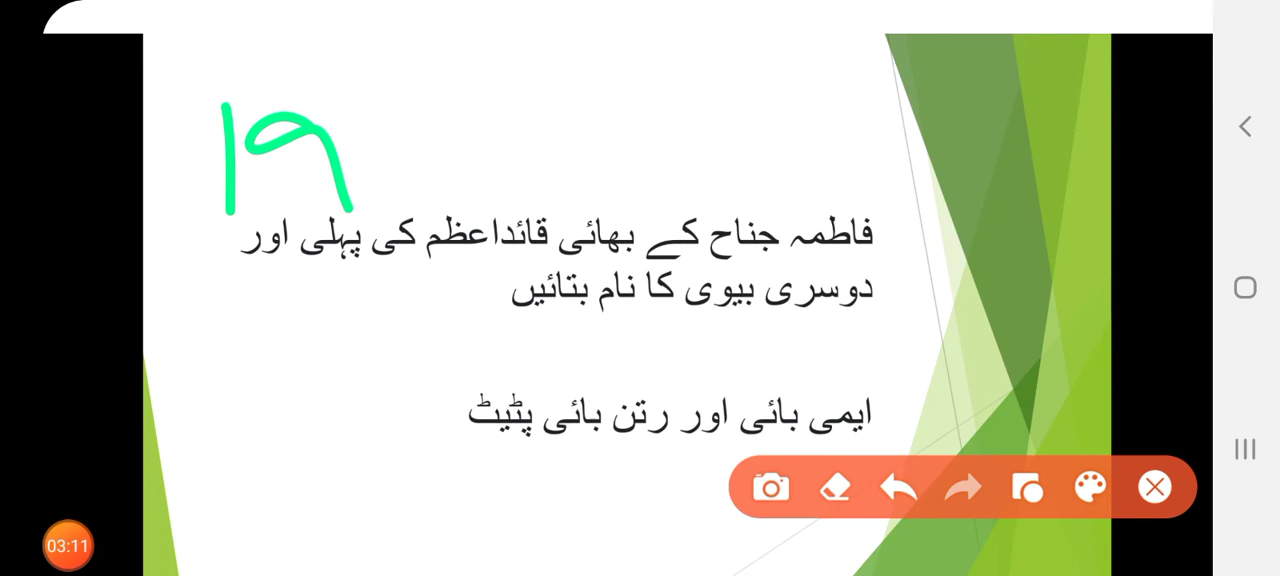 ۱۹
فاطمہ جناح کے بھائی قائداعظم کی پہلی اور
دوسری بیوی کا نام بتائیں
ایمی بائی اور رتن بائی پٹیٹ
03:11